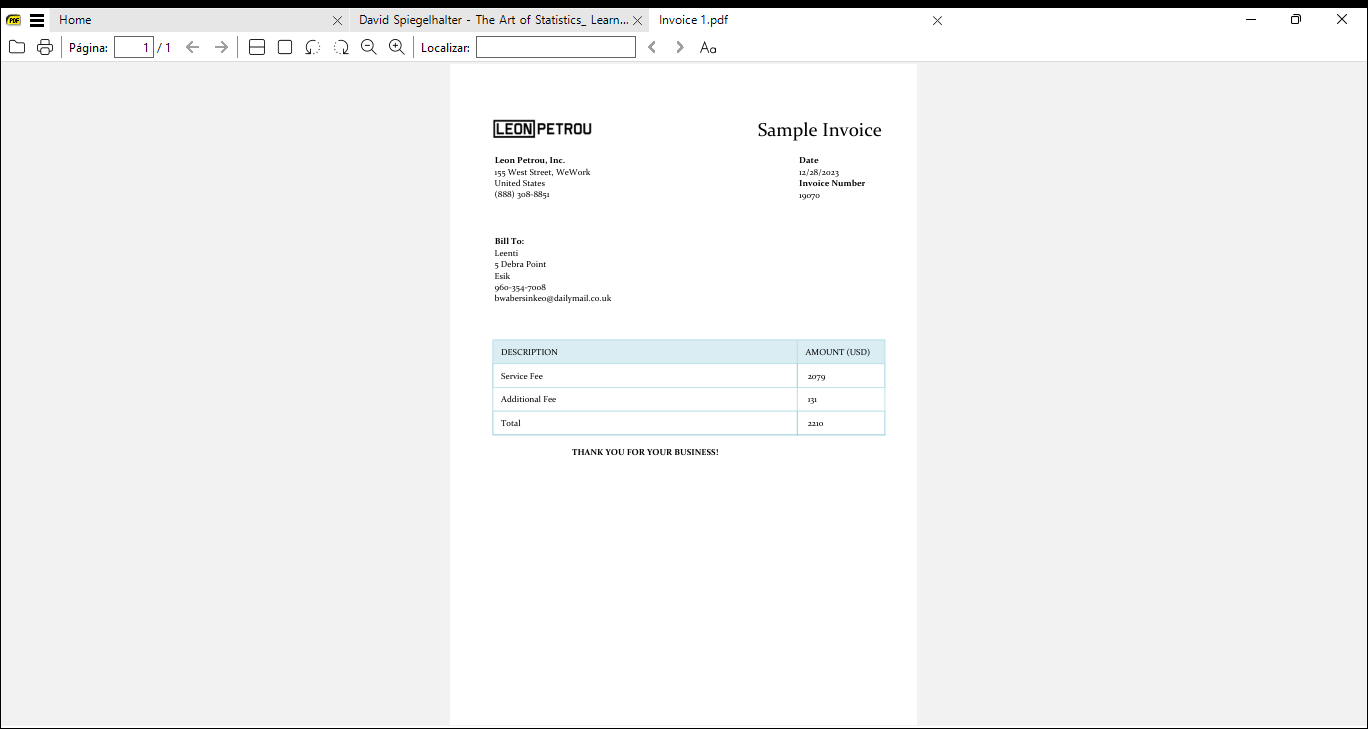 Home
David Spiegelhalter - The Art of Statistics_ Learn...
Invoice 1.pdf
Página: 1 / 1
Localizar:
Aa
LEON PETROU
Sample Invoice
Leon Petrou, Inc.
155 West Street, WeWork
United States
(888) 308-8851
Date
12/28/2023
Invoice Number
19070
Bill To:
Leenti
5 Debra Point
Esik
960-354-7008
bwabersinke0@dailymail.co.uk
DESCRIPTION AMOUNT (USD)
Service Fee 2079
Additional Fee 131
Total 2210
THANK YOU FOR YOUR BUSINESS!